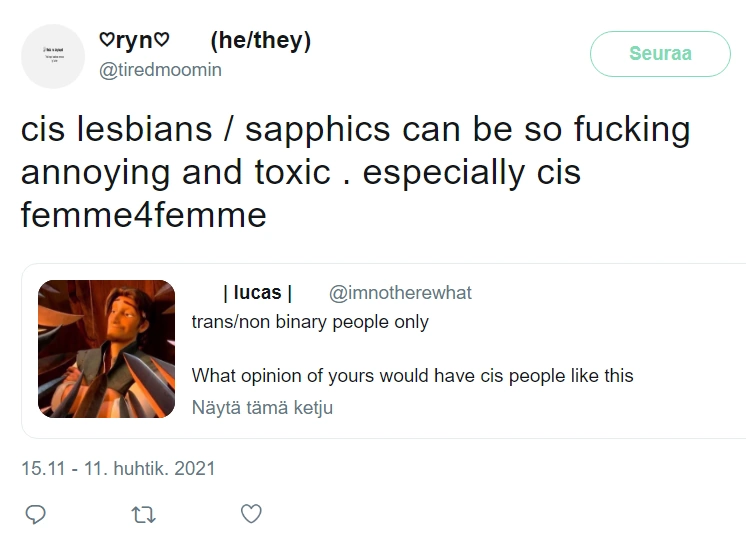 ♡ryn♡ (he/they)
@tiredmoomin
Seuraa
cis lesbians / sapphics can be so fucking
annoying and toxic . especially cis
femme4femme
| lucas | @imnotherewhat
trans/non binary people only
What opinion of yours would have cis people like this
Näytä tämä ketju
15.11 - 11. huhtik. 2021